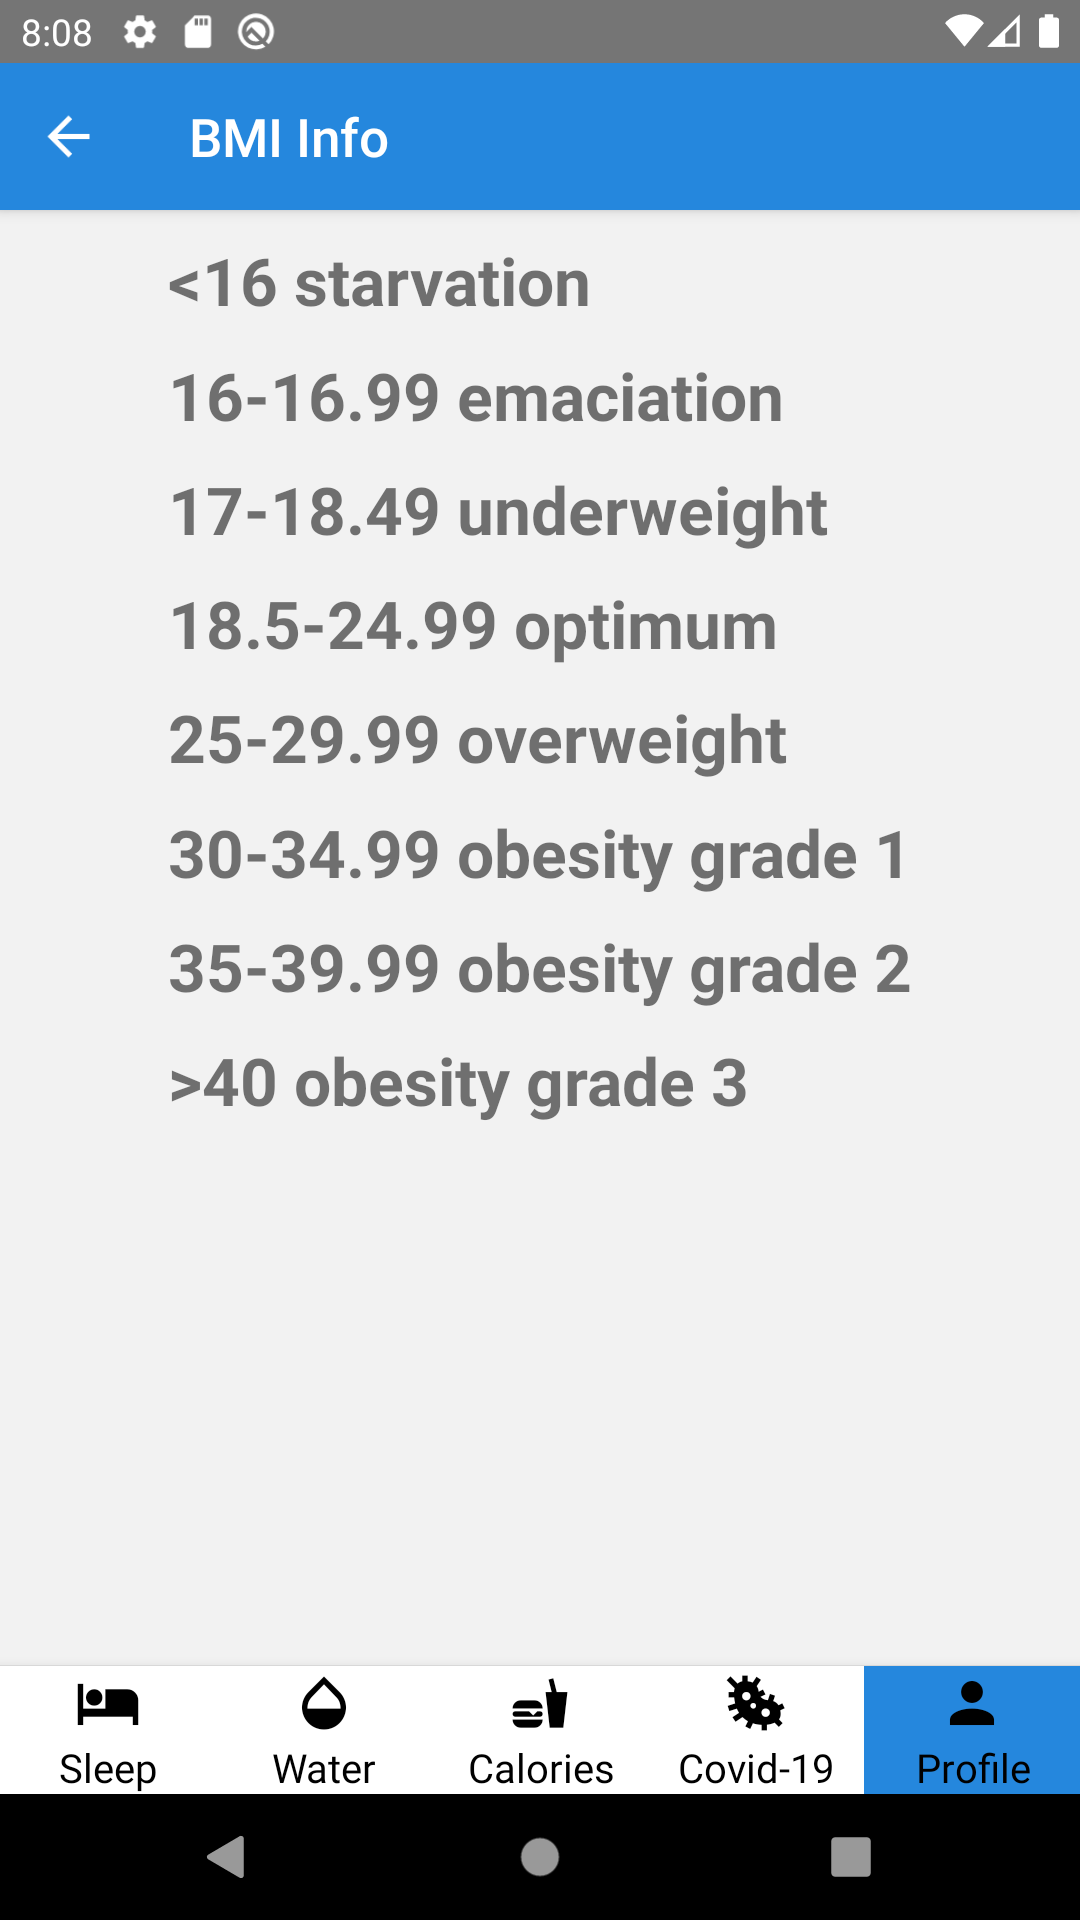 8:08
BMI Info
<16 starvation
16-16.99 emaciation
17-18.49 underweight
18.5-24.99 optimum
25-29.99 overweight
30-34.99 obesity grade 1
35-39.99 obesity grade 2
>40 obesity grade 3
Sleep Water Calories Covid-19 Profile